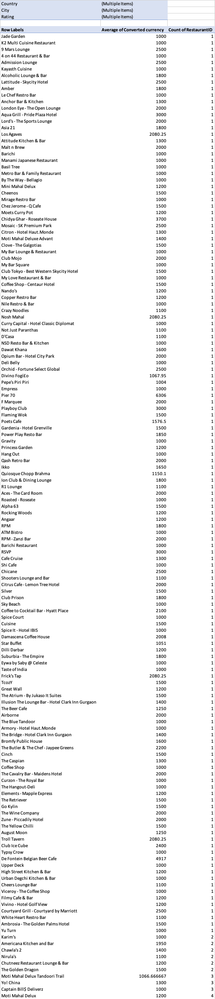 Country (Multiple Items)
City (Multiple Items)
Rating (Multiple Items)
Row Labels Average of Converted currency Count of RestaurantID
Jade Garden 1000 1
K2 Multi Cuisine Restaurant 1000 1
9 Mars Lounge 2500 1
4 on 44 Restaurant & Bar 1000 1
Admission Lounge 2500 1
Kayasth Cuisine 1000 1
Alcoholic Lounge & Bar 1800 1
Lattitude - Skycity Hotel 2500 1
Amber 1800 1
Le Chef Restro Bar 1000 1
Anchor Bar & Kitchen 1300 1
London Eye - The Open Lounge 2000 1
Aqua Grill - Pride Plaza Hotel 3000 1
Lord's - The Sports Lounge 2000 1
Asia 21 1800 1
Los Agaves 2080.25 1
Attitude Kitchen & Bar 1300 1
Malt n Brew 2000 1
Barichi 1000 1
Manami Japanese Restaurant 1000 1
Basil Tree 1000 1
Metro Bar & Family Restaurant 1000 1
By The Way - Bellagio 1000 1
Mini Mahal Delux 1200 1
Cheenos 1500 1
Mirage Restro Bar 1000 1
Chez Jerome - Q Cafe 1500 1
Moets Curry Pot 1200 1
Chidya Ghar - Roseate House 3700 1
Mosaic - SK Premium Park 2500 1
Citron - Hotel Haut.Monde 1300 1
Moti Mahal Deluxe Advant 1400 1
Clove - The Galgotias 1500 1
My Bar Lounge & Restaurant 1000 1
Club Mojo 2000 1
My Bar Square 1000 1
Club Tokyo - Best Western Skycity Hotel 1500 1
My Love Restaurant & Bar 1000 1
Coffee Shop - Centaur Hotel 1500 1
Nando's 1200 1
Copper Restro Bar 1200 1
Nile Restro & Bar 1000 1
Crazy Noodles 1100 1
Nosh Mahal 2080.25 1
Curry Capital - Hotel Classic Diplomat 1000 1
Not Just Paranthas 1100 1
D'Casa 1100 1
NSD Resto Bar & Kitchen 1000 1
Dawat Khana 1600 1
Opium Bar - Hotel City Park 2000 1
Deli Belly 1000 1
Orchid - Fortune Select Global 2500 1
Divino Fogí£o 1067.95 1
Pepe's Piri Piri 1004 1
Empress 1000 1
Pier 70 6306 1
F Marquee 2000 1
Playboy Club 3000 1
Flaming Wok 1500 1
Poets Cafe 1576.5 1
Gardenia - Hotel Grenville 1500 1
Power Play Resto Bar 1850 1
Gravity 1000 1
Princess Garden 1200 1
Hang Out 1000 1
Qash Retro Bar 2000 1
Ikko 1650 1
Quiosque Chopp Brahma 1150.1 1
Ion Club & Dining Lounge 1800 1
R1 Lounge 1100 1
Aces - The Card Room 2000 1
Roasted - Roseate 1000 1
Alpha 63 1500 1
Rocking Woods 1200 1
Angaar 1200 1
RPM 1800 1
ATM Bistro 1000 1
RPM - Zanzi Bar 2000 1
Barichi Restaurant 1000 1
RSVP 3000 1
Cafe Cruise 1300 1
Shi Cafe 1000 1
Chicane 2500 1
Shooters Lounge and Bar 1100 1
Citrus Cafe - Lemon Tree Hotel 2000 1
Silver 1500 1
Club Prison 1800 1
Sky Beach 1000 1
Coffee to Cocktail Bar - Hyatt Place 2100 1
Spice Court 1000 1
Cuisine 1500 1
Spice It - Hotel IBIS 1000 1
Damascena Coffee House 2008 1
Star Buffet 1051 1
Dilli Darbar 1200 1
Suburbia - The Empire 1800 1
Eywa by Saby @ Celeste 1000 1
Taste of India 1000 1
Frick's Tap 2080.25 1
TcozY 1500 1
Great Wall 1200 1
The Atrium - By Jukaso It Suites 1500 1
Illusion The Lounge Bar - Hotel Clark Inn Gurgaon 1400 1
The Beer Cafe 1250 1
Airborne 2000 1
The Blue Tandoor 1000 1
Armory - Hotel Haut.Monde 1000 1
The Bridge - Hotel Clark Inn Gurgaon 1400 1
Bromfy Public House 1600 1
The Butler & The Chef - Jaypee Greens 2200 1
Cinch 1500 1
The Caspian 1300 1
Coffee Shop 1000 1
The Cavalry Bar - Maidens Hotel 2000 1
Curzon - The Royal Bar 1000 1
The Hangout-Deli 1000 1
Elements - Mapple Express 1200 1
The Retriever 1500 1
Go Kylin 1500 1
The Wine Company 2000 1
Zune - Piccadily Hotel 2000 1
The Yellow Chilli 1500 1
August Moon 1250 1
Troll Tavern 2080.25 1
Club Ice Cube 2400 1
Typsy Crow 1000 1
De Fontein Belgian Beer Cafe 4917 1
Upper Deck 1000 1
High Street Kitchen & Bar 1200 1
Urban Degchi Kitchen & Bar 1000 1
Cheers Lounge Bar 1100 1
Viceroy - The Coffee Shop 1000 1
Filmy Cafe & Bar 1200 1
Vivino - Hotel Golf View 1200 1
Courtyard Grill - Courtyard by Marriott 2500 1
White Heart Restro Bar 1100 1
Ambrosia - The Golden Palms Hotel 1500 1
Yu Turn 1000 1
Karim's 1000 2
Americana Kitchen and Bar 1950 2
Chawla's 2 1400 2
Nirula's 1100 2
Chutneez Restaurant Lounge & Bar 1200 2
The Golden Dragon 1500 2
Moti Mahal Delux Tandoori Trail 1066.666667 3
Yo! China 1300 3
Captain Bill$ Deliverz 1000 3
Moti Mahal Delux 1200 4